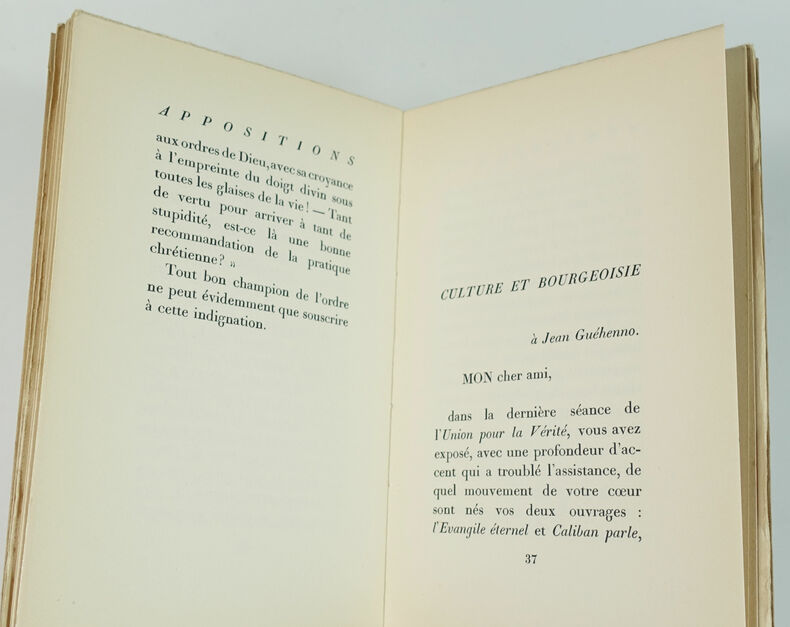 APPOSITIONS
aux ordres de Dieu, avec sa croyance
à l'empreinte du doigt divin sous
toutes les glaises de la vie ! — Tant
de vertu pour arriver à tant de
stupidité, est-ce là une bonne
recommandation de la pratique
chrétienne ? »
Tout bon champion de l'ordre
ne peut évidemment que souscrire
à cette indignation.
CULTURE ET BOURGEOISIE
à Jean Guéhenno.
MON cher ami,
dans la dernière séance de
l'Union pour la Vérité, vous avez
exposé, avec une profondeur d'ac-
cent qui a troublé l'assistance, de
quel mouvement de votre cœur
sont nés vos deux ouvrages :
l'Evangile éternel et Caliban parle,
37